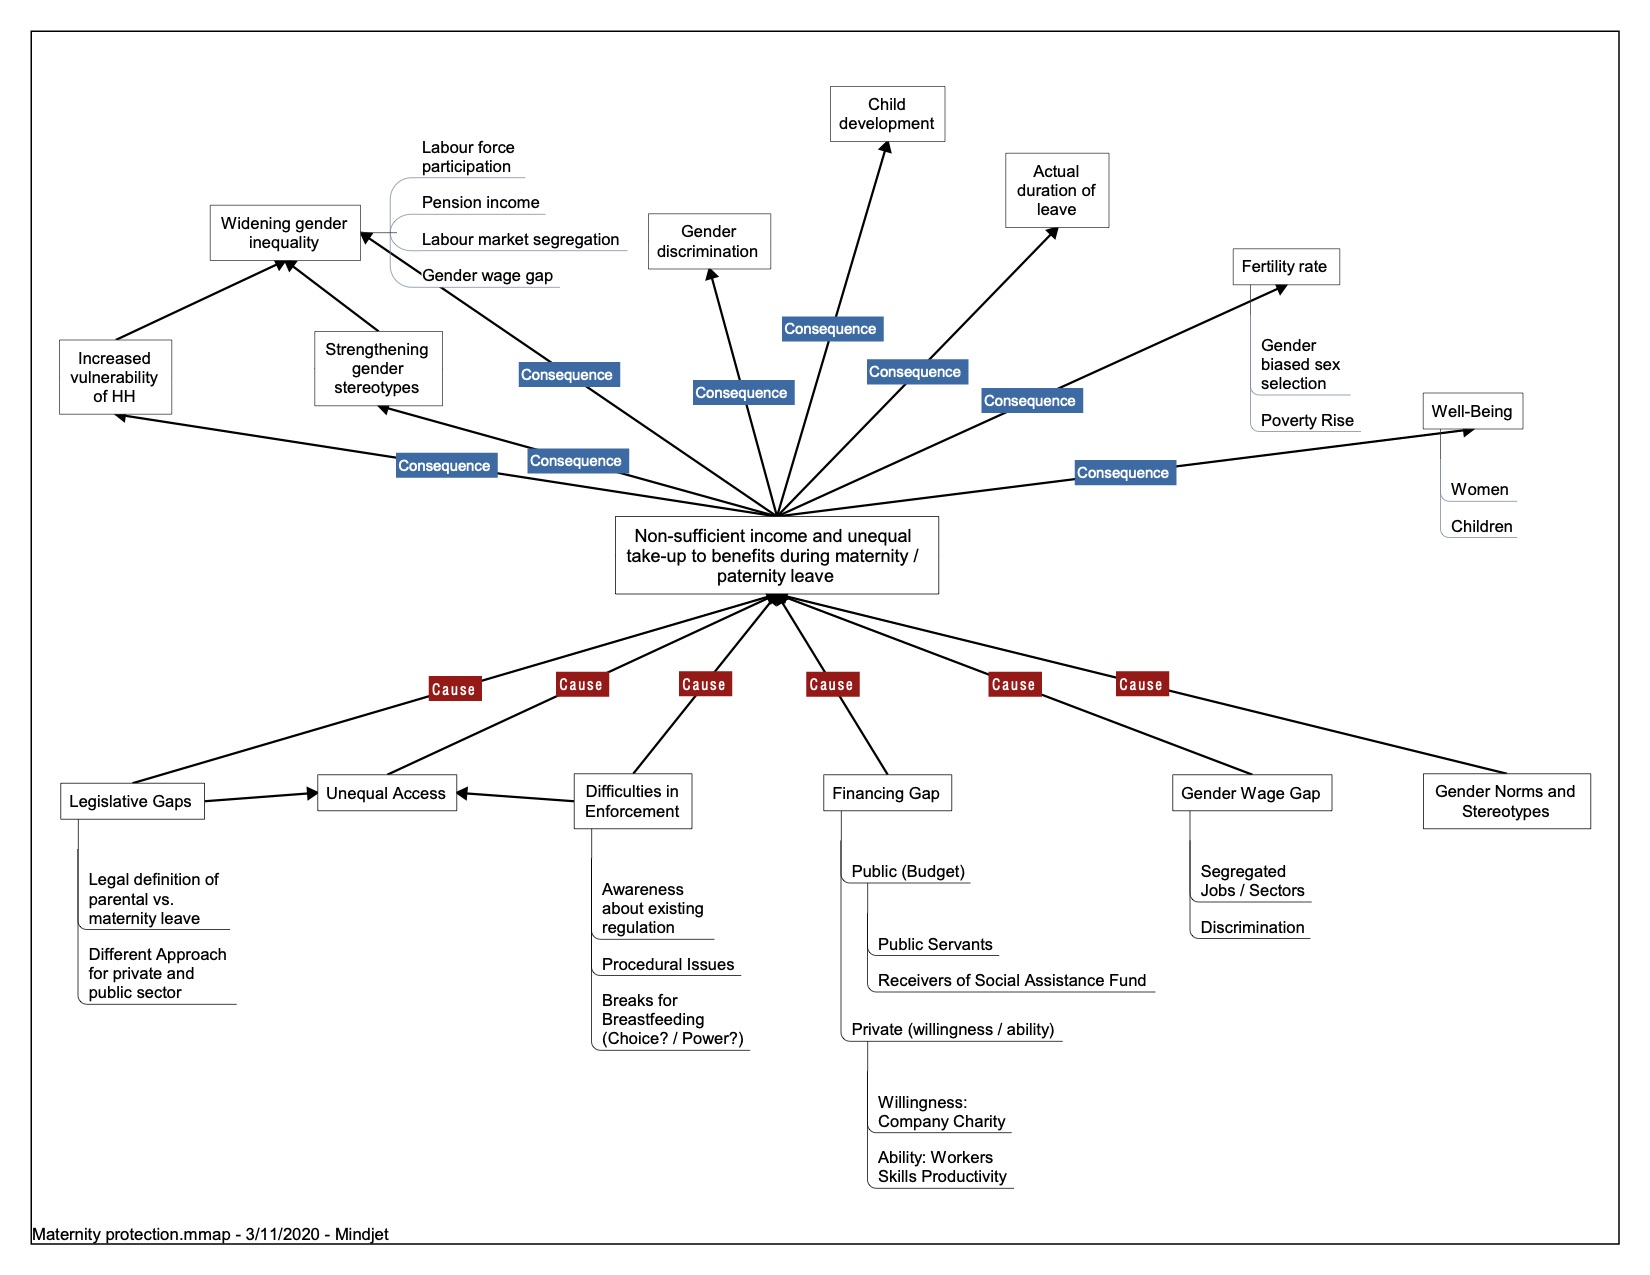 Child
development
Actual
duration of
leave
Labour force
participation
Pension income
Labour market segregation
Gender wage gap
Widening gender
inequality
Gender
discrimination
Fertility rate
Gender
biased sex
selection
Poverty Rise
Increased
vulnerability
of HH
Strengthening
gender
stereotypes
Well-Being
Women
Children
Consequence
Consequence
Consequence
Consequence
Consequence
Consequence
Consequence
Consequence
Non-sufficient income and unequal
take-up to benefits during maternity /
paternity leave
Cause
Cause
Cause
Cause
Cause
Cause
Legislative Gaps
Legal definition of
parental vs.
maternity leave
Different Approach
for private and
public sector
Unequal Access
Difficulties in
Enforcement
Awareness
about existing
regulation
Procedural Issues
Breaks for
Breastfeeding
(Choice? / Power?)
Financing Gap
Public (Budget)
Public Servants
Receivers of Social Assistance Fund
Private (willingness / ability)
Willingness:
Company Charity
Ability: Workers
Skills Productivity
Gender Wage Gap
Segregated
Jobs / Sectors
Discrimination
Gender Norms and
Stereotypes
Maternity protection.mmap - 3/11/2020 - Mindjet